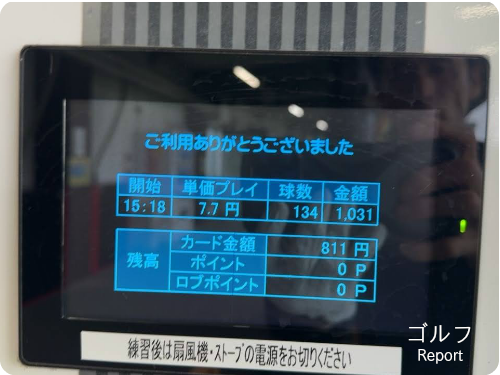 ご利用ありがとうございました
開始 単価プレイ 球数 金額
15:18 7.7 円 134 1,031
残高 カード金額 811 円
ポイント 0 P
ロブポイント 0 P
練習後は扇風機・ストーブの電源をお切りください
ゴルフ
Report